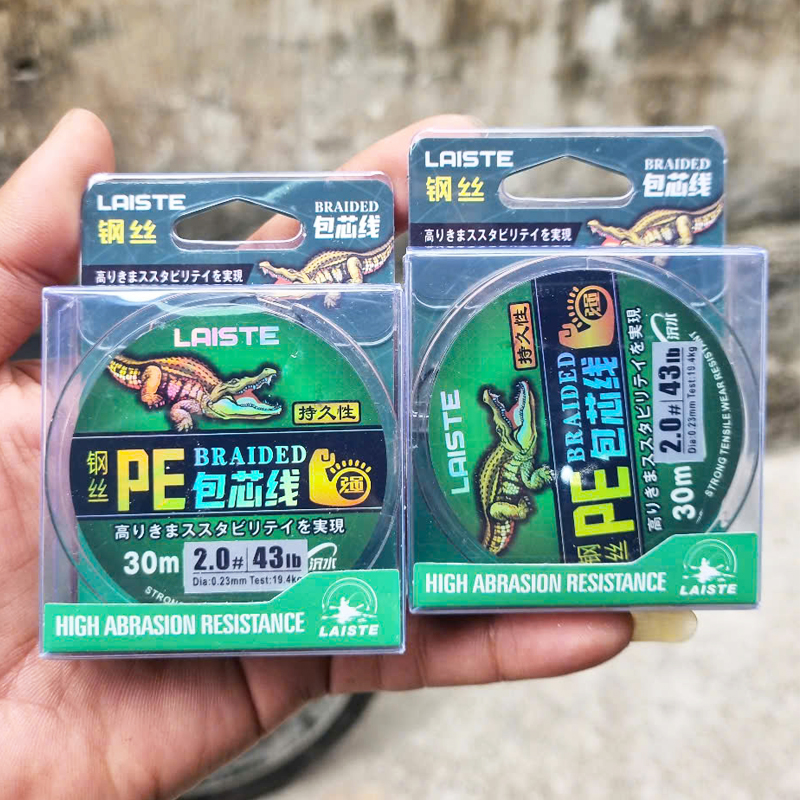 LAISTE
BRAIDED
钢丝
包芯线
高りきまススタビリテイを実現
LAISTE
持久性
钢丝
PE
BRAIDED
包芯线
强
高りきまススタビリテイを実現
30m
2.0# 43lb
沉水
Dia:0.23mm Test:19.4kg
STRONG
HIGH ABRASION RESISTANCE
LAISTE
LAISTE
BRAIDED
钢丝
包芯线
高りきまススタビリテイを実現
LAISTE
持久性
钢丝
PE
BRAIDED
包芯线
强
高りきまススタビリテイを実現
30m
2.0# 43lb
沉水
Dia:0.23mm Test:19.4kg
STRONG TENSILE WEAR RESIST
HIGH ABRASION RESISTANCE
LAISTE